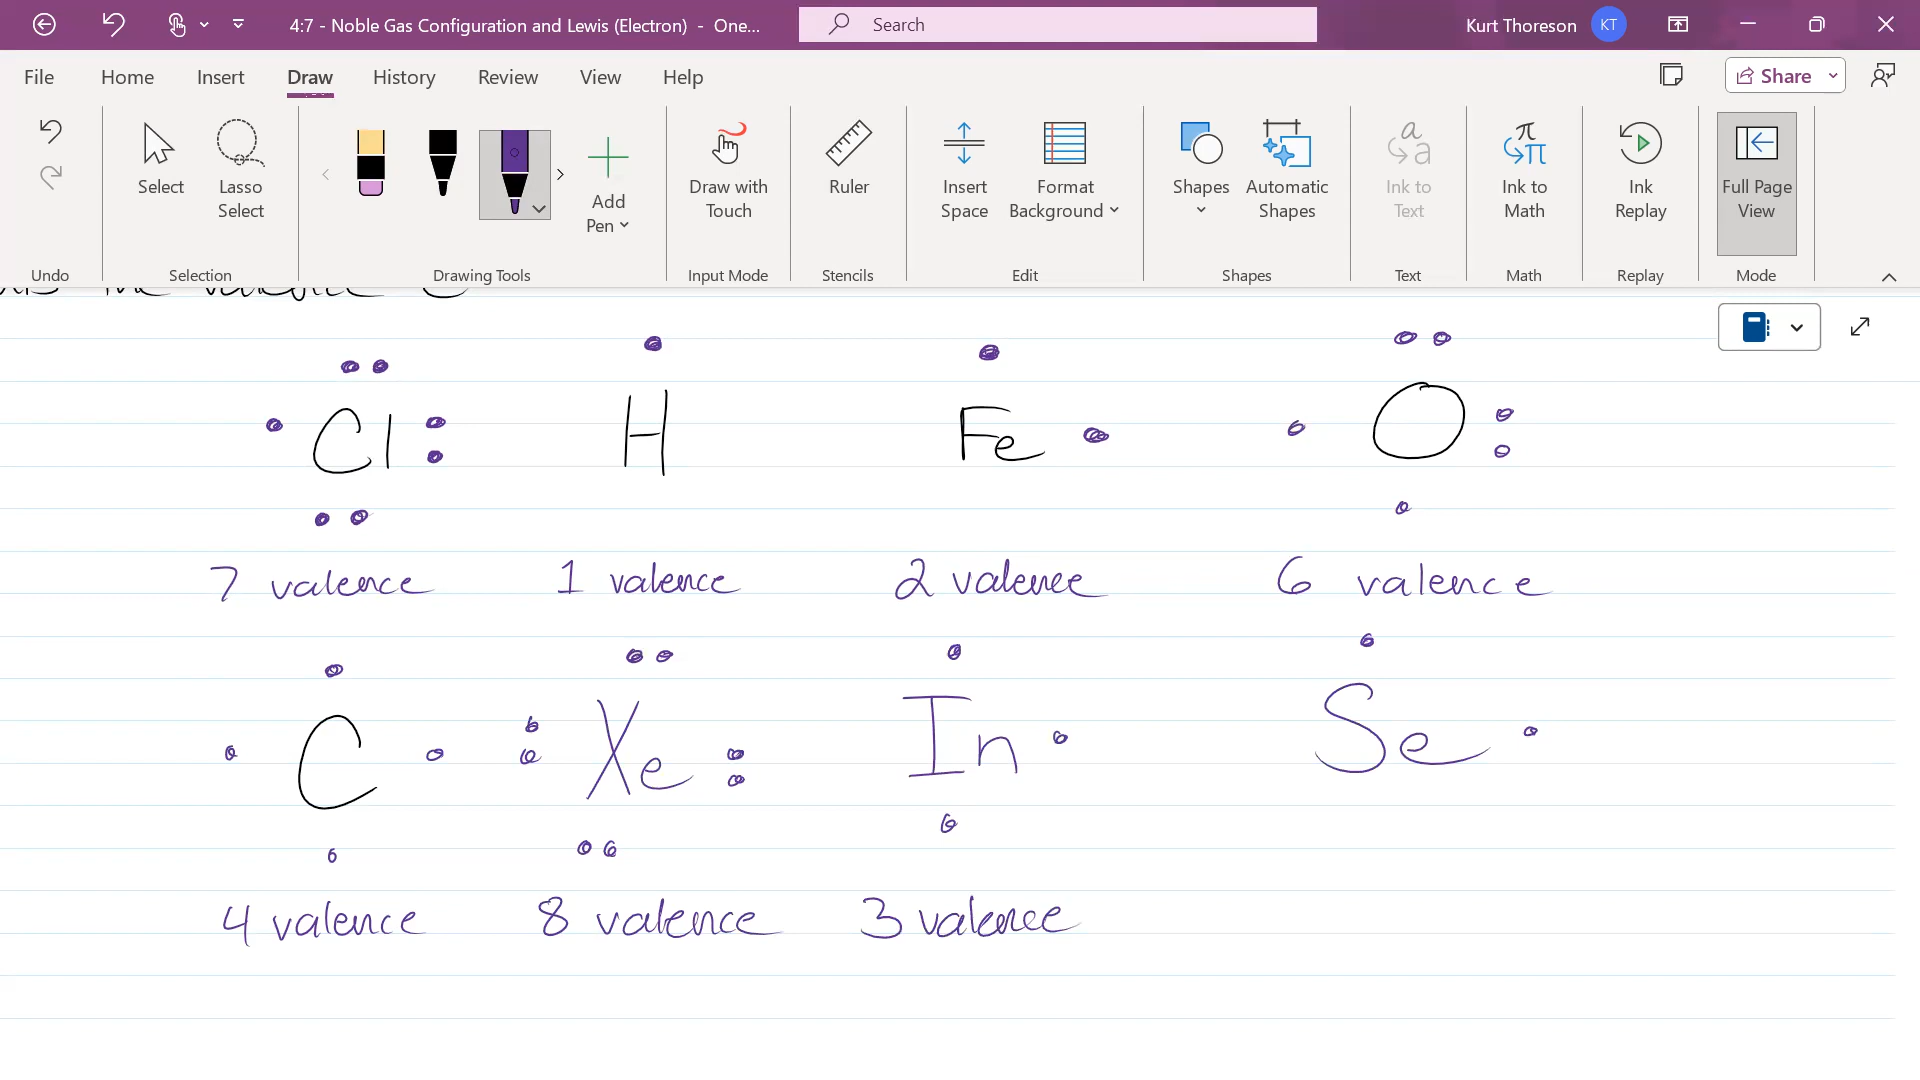 4:7 - Noble Gas Configuration and Lewis (Electron) - One...
Search
Kurt Thoreson KT
File Home Insert Draw History Review View Help
Share
Select
Lasso Select
Add Pen
Draw with Touch
Ruler
Insert Space
Format Background
Shapes
Automatic Shapes
Ink to Text
Ink to Math
Ink Replay
Full Page View
Undo Selection Drawing Tools Input Mode Stencils Edit Shapes Text Math Replay Mode
Cl H Fe O
7 valence 1 valence 2 valence 6 valence
C Xe In Se
4 valence 8 valence 3 valence